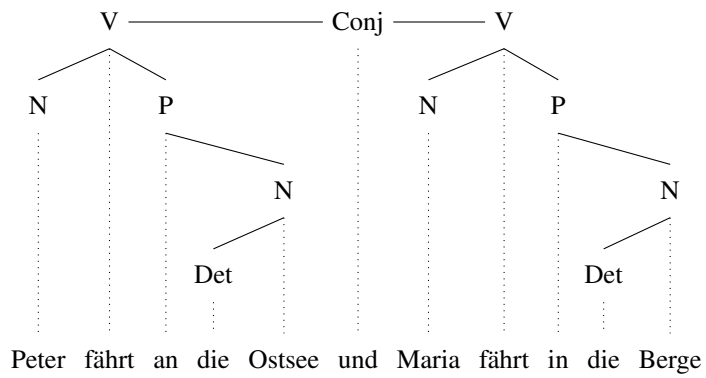 V Conj V
N P N P
N N
Det Det
Peter fährt an die Ostsee und Maria fährt in die Berge